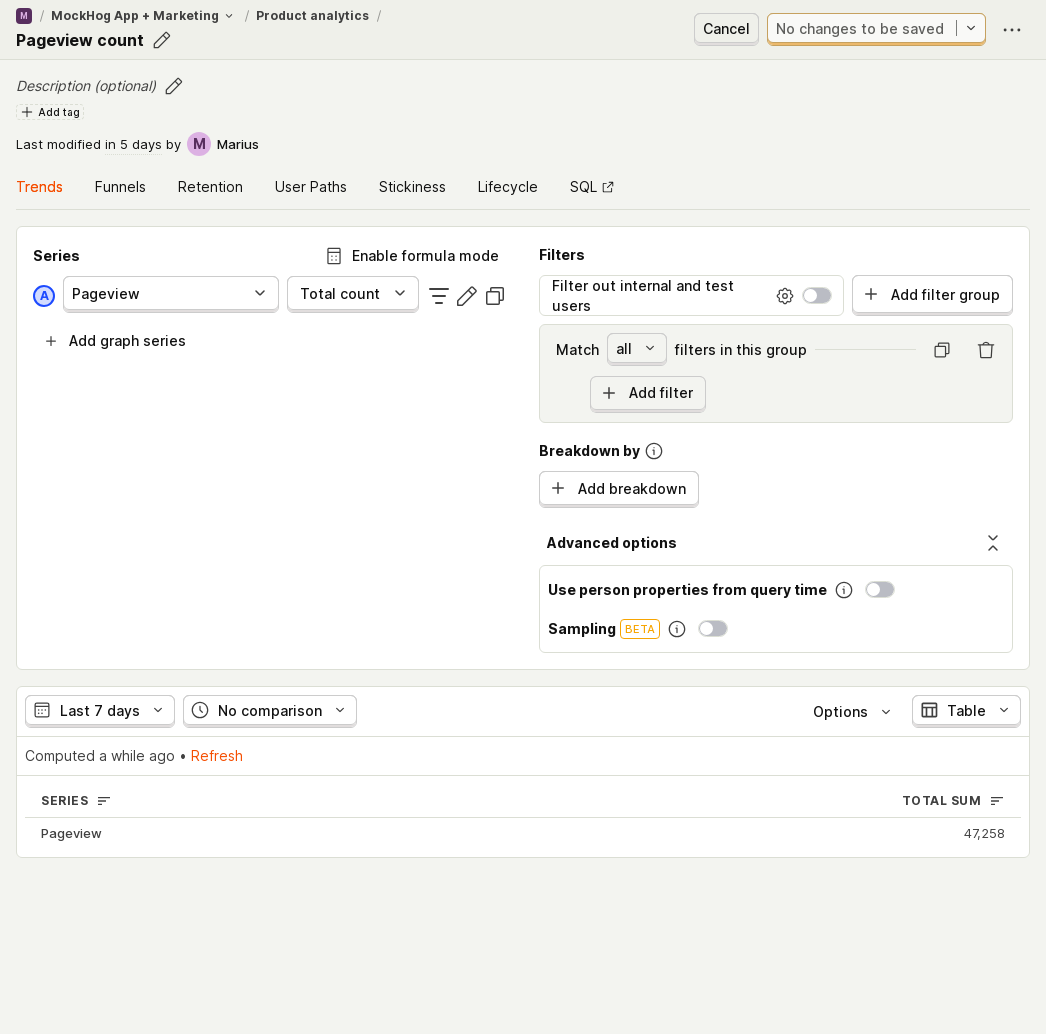 M / MockHog App + Marketing / Product analytics /
Pageview count
Cancel
No changes to be saved
Description (optional)
Add tag
Last modified in 5 days by M Marius
Trends Funnels Retention User Paths Stickiness Lifecycle SQL
Series
Enable formula mode
A Pageview Total count
Add graph series
Filters
Filter out internal and test
users
Add filter group
Match all filters in this group
Add filter
Breakdown by
Add breakdown
Advanced options
Use person properties from query time
Sampling BETA
Last 7 days No comparison Options Table
Computed a while ago • Refresh
SERIES TOTAL SUM
Pageview 47,258